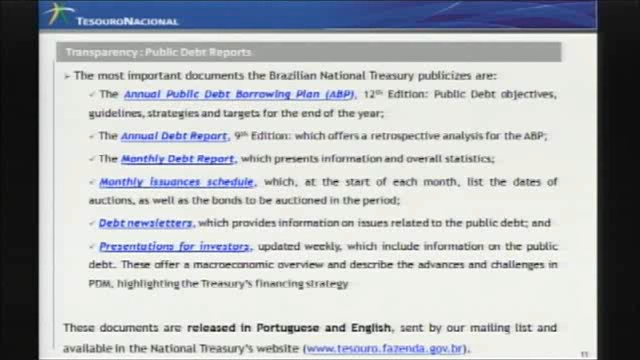 TESOURONACIONAL
Transparency : Public Debt Reports
➢ The most important documents the Brazilian National Treasury publicizes are:
✓ The Annual Public Debt Borrowing Plan (ABP), 12th Edition: Public Debt objectives,
guidelines, strategies and targets for the end of the year;
✓ The Annual Debt Report, 9th Edition: which offers a retrospective analysis for the ABP;
✓ The Monthly Debt Report, which presents information and overall statistics;
✓ Monthly issuances schedule, which, at the start of each month, list the dates of
auctions, as well as the bonds to be auctioned in the period;
✓ Debt newsletters, which provides information on issues related to the public debt; and
✓ Presentations for investors, updated weekly, which include information on the public
debt. These offer a macroeconomic overview and describe the advances and challenges in
PDM, highlighting the Treasury's financing strategy
These documents are released in Portuguese and English, sent by our mailing list and
available in the National Treasury's website (www.tesouro.fazenda.gov.br).
11